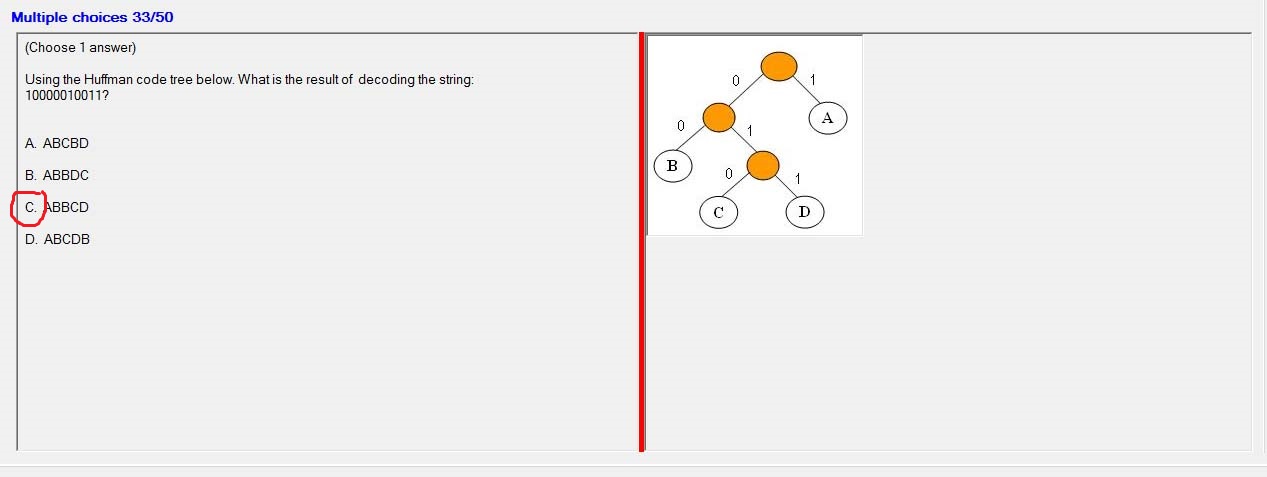 Multiple choices 33/50
(Choose 1 answer)
Using the Huffman code tree below. What is the result of decoding the string:
10000010011?
A. ABCBD
B. ABBDC
C. ABBCD
D. ABCDB
0
1
A
0
1
B
0
1
C
D